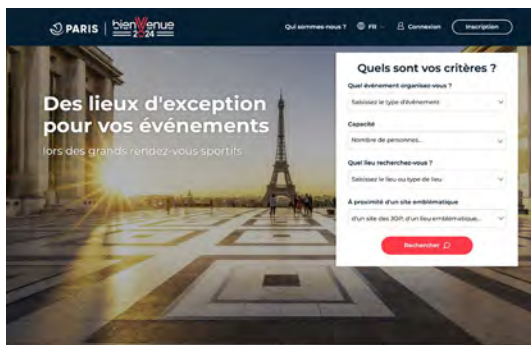 PARIS
bienVenue
2024
Qui sommes-nous ?
FR
Connexion
Inscription
Des lieux d'exception
pour vos événements
lors des grands rendez-vous sportifs
Quels sont vos critères ?
Quel événement organisez-vous ?
Saisissez le type d'événement
Capacité
Nombre de personnes...
Quel lieu recherchez-vous ?
Saisissez le lieu ou type de lieu
À proximité d'un site emblématique
d'un site des JOP, d'un lieu emblématique...
Rechercher